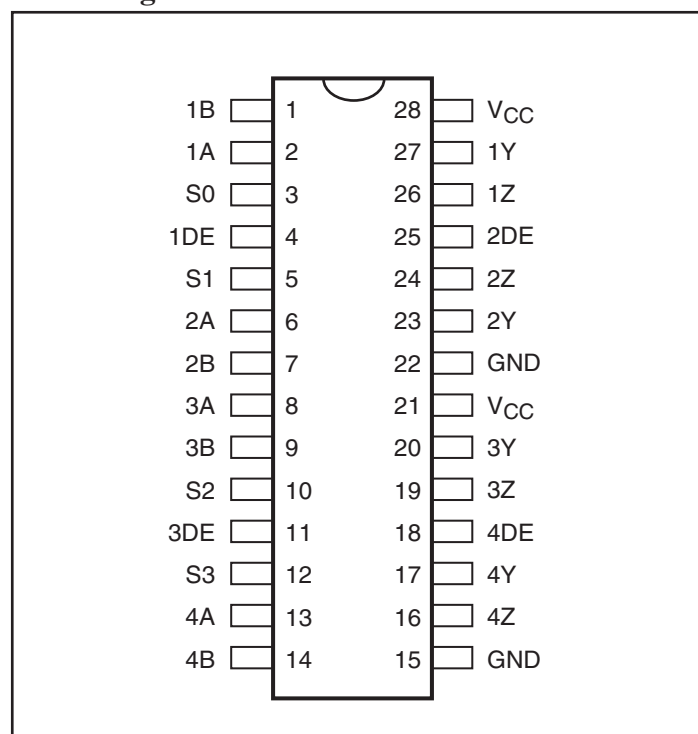 1B 1 28 VCC
1A 2 27 1Y
S0 3 26 1Z
1DE 4 25 2DE
S1 5 24 2Z
2A 6 23 2Y
2B 7 22 GND
3A 8 21 VCC
3B 9 20 3Y
S2 10 19 3Z
3DE 11 18 4DE
S3 12 17 4Y
4A 13 16 4Z
4B 14 15 GND